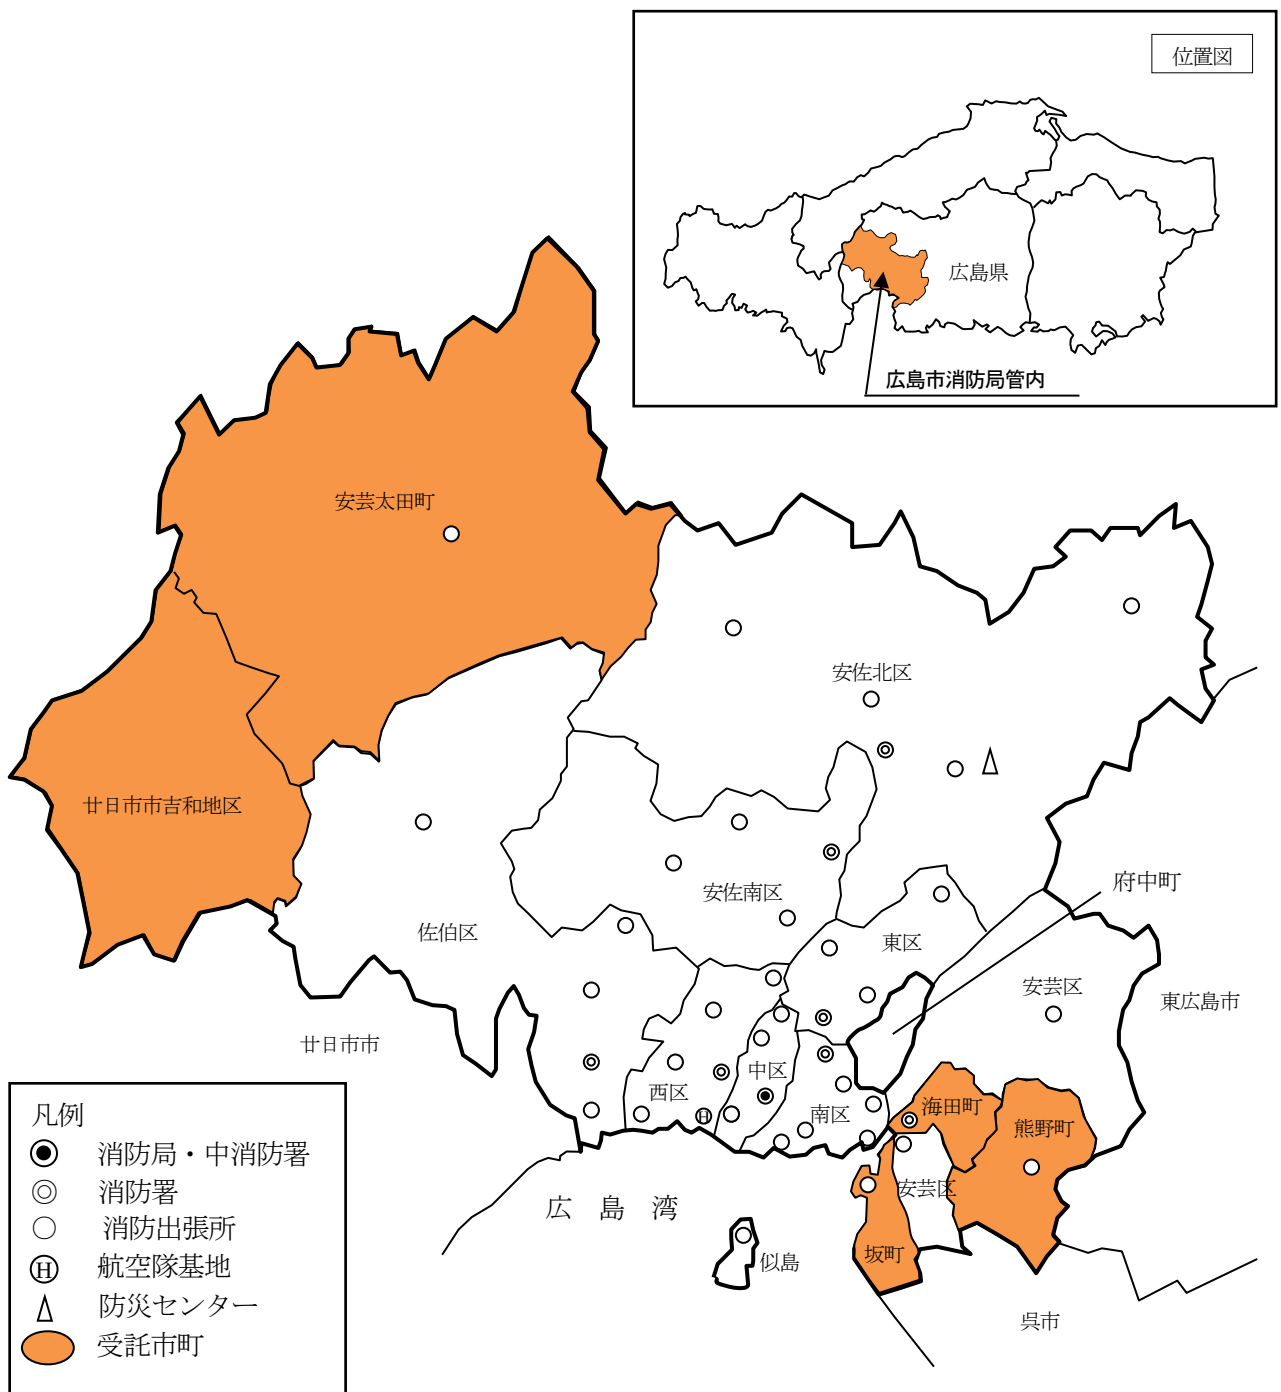 位置図
広島県
広島市消防局管内
安芸太田町
安佐北区
廿日市市吉和地区
府中町
安佐南区
佐伯区
東区
安芸区
東広島市
廿日市市
中区
西区
南区
海田町
熊野町
安芸区
坂町
広島湾
似島
呉市
H
凡例
消防局・中消防署
消防署
消防出張所
H 航空隊基地
防災センター
受託市町